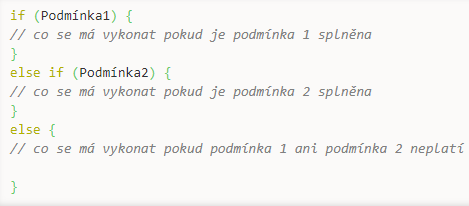 if (Podmínka1) {
// co se má vykonat pokud je podmínka 1 splněna
}
else if (Podmínka2) {
// co se má vykonat pokud je podmínka 2 splněna
}
else {
// co se má vykonat pokud podmínka 1 ani podmínka 2 neplatí
}